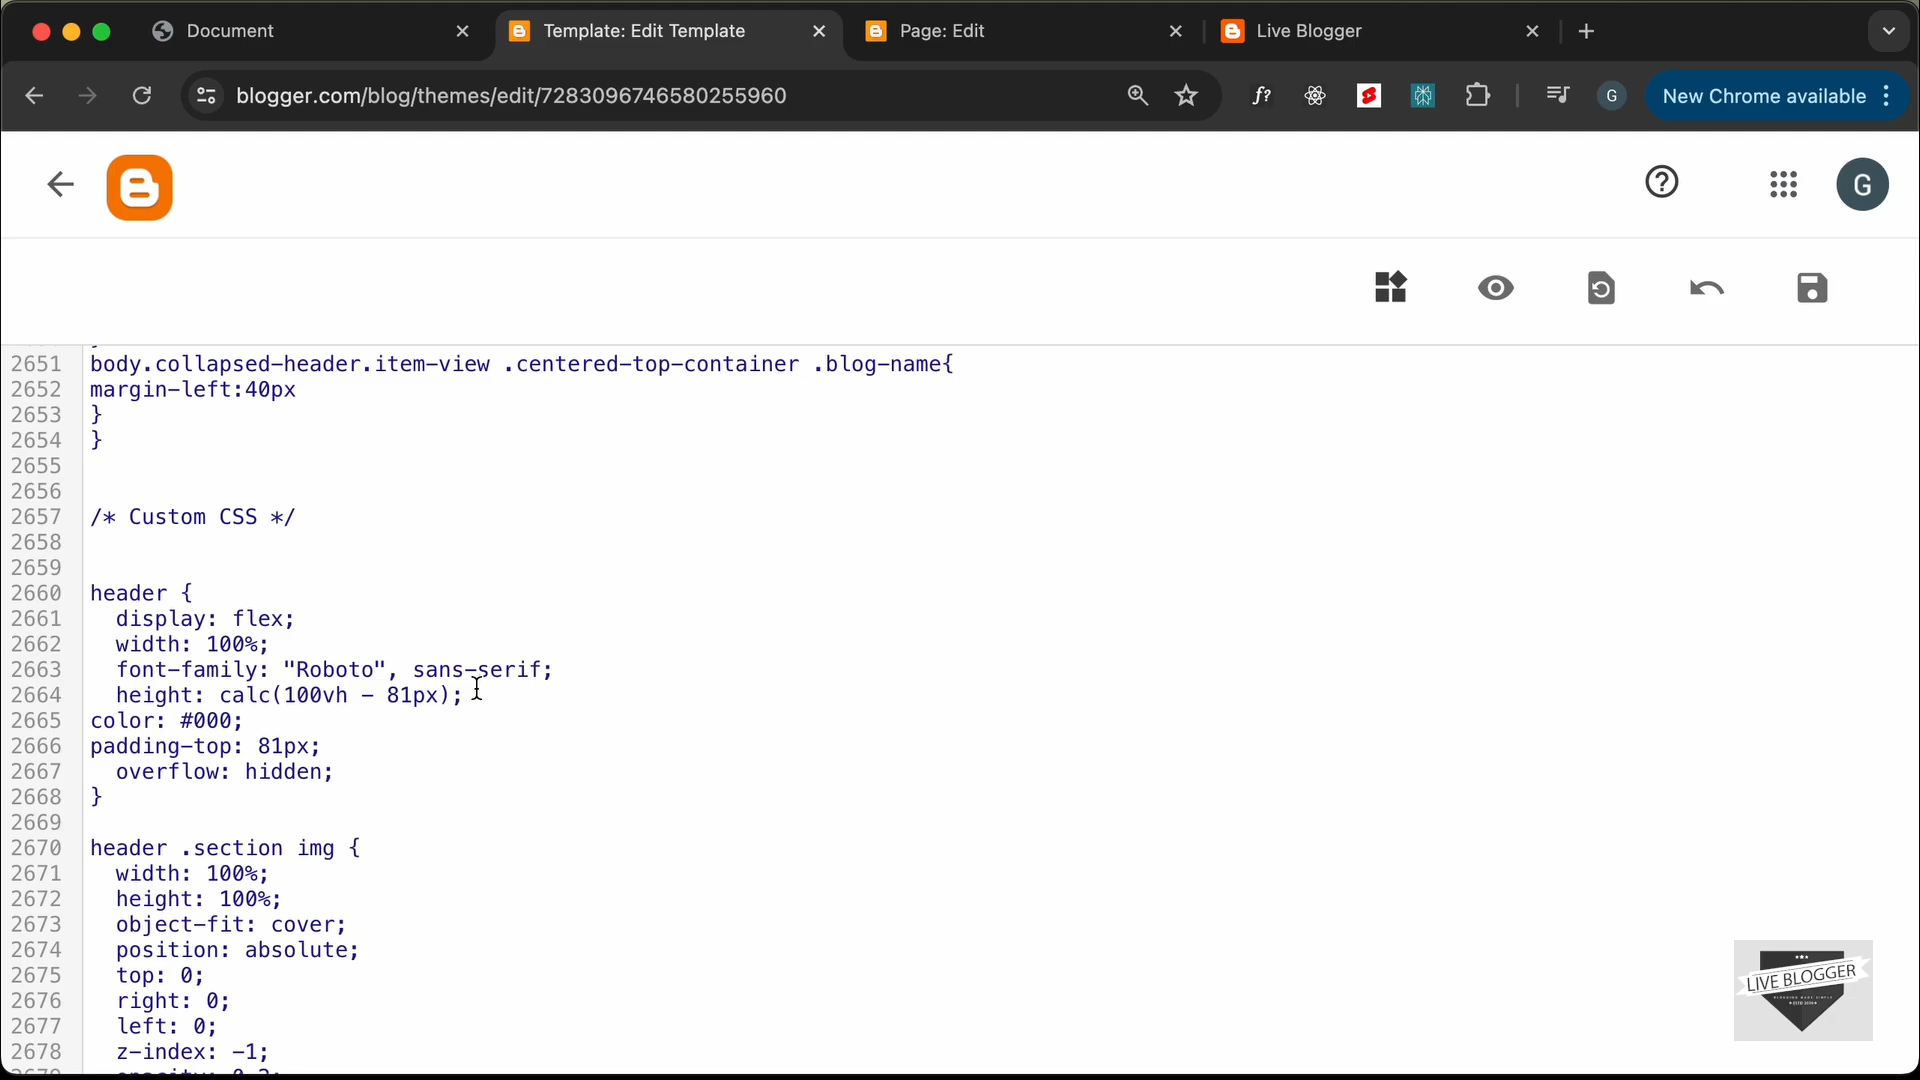 Document
Template: Edit Template
Page: Edit
Live Blogger
blogger.com/blog/themes/edit/7283096746580255960
f?
G
New Chrome available
G
2651 body.collapsed-header.item-view .centered-top-container .blog-name{
2652 margin-left:40px
2653 }
2654 }
2655
2656
2657 /* Custom CSS */
2658
2659
2660 header {
2661 display: flex;
2662 width: 100%;
2663 font-family: "Roboto", sans-serif;
2664 height: calc(100vh - 81px);
2665 color: #000;
2666 padding-top: 81px;
2667 overflow: hidden;
2668 }
2669
2670 header .section img {
2671 width: 100%;
2672 height: 100%;
2673 object-fit: cover;
2674 position: absolute;
2675 top: 0;
2676 right: 0;
2677 left: 0;
2678 z-index: -1;
LIVE BLOGGER